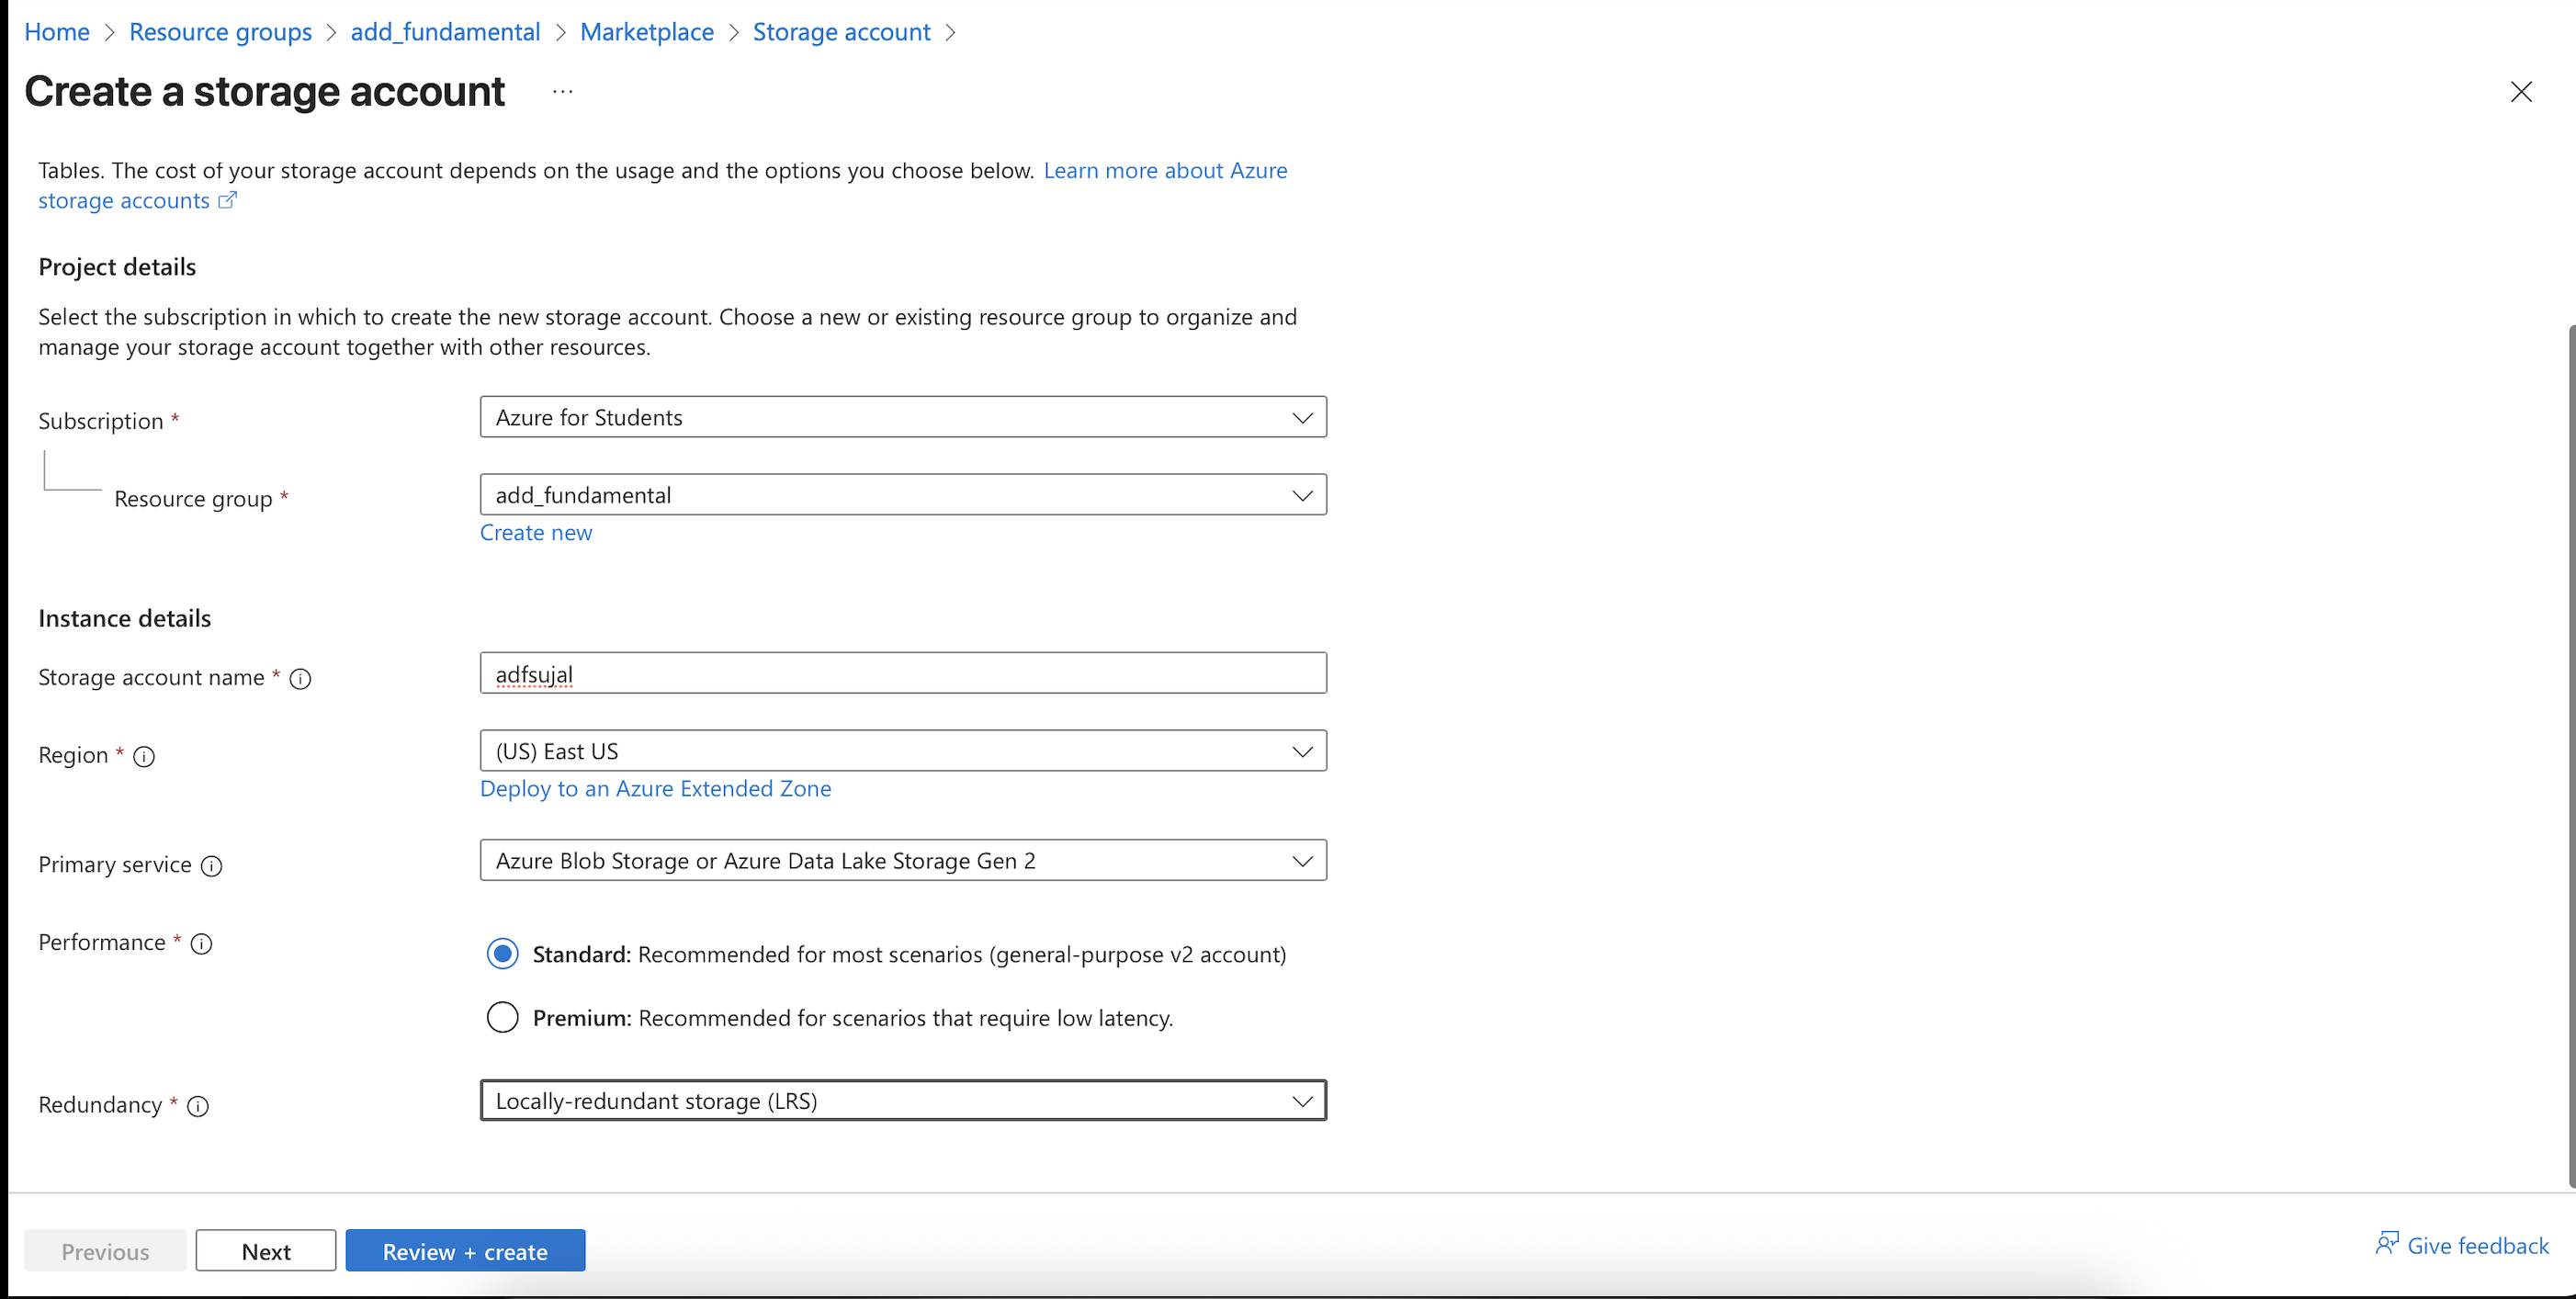 Home > Resource groups > add_fundamental > Marketplace > Storage account >
Create a storage account ...
Tables. The cost of your storage account depends on the usage and the options you choose below. Learn more about Azure
storage accounts
Project details
Select the subscription in which to create the new storage account. Choose a new or existing resource group to organize and
manage your storage account together with other resources.
Subscription * Azure for Students
Resource group * add_fundamental
Create new
Instance details
Storage account name * adfsujal
Region * (US) East US
Deploy to an Azure Extended Zone
Primary service Azure Blob Storage or Azure Data Lake Storage Gen 2
Performance * Standard: Recommended for most scenarios (general-purpose v2 account)
Premium: Recommended for scenarios that require low latency.
Redundancy * Locally-redundant storage (LRS)
Previous Next Review + create Give feedback